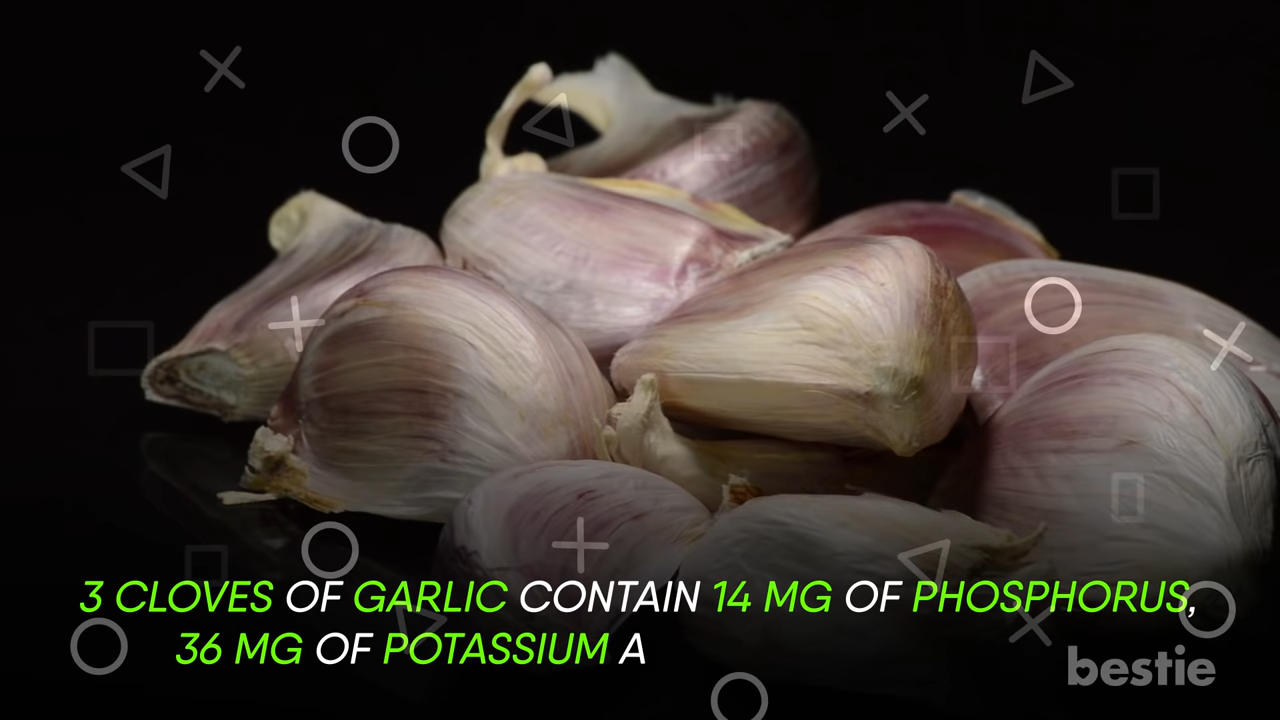 3 CLOVES OF GARLIC CONTAIN 14 MG OF PHOSPHORUS,
36 MG OF POTASSIUM A
bestie